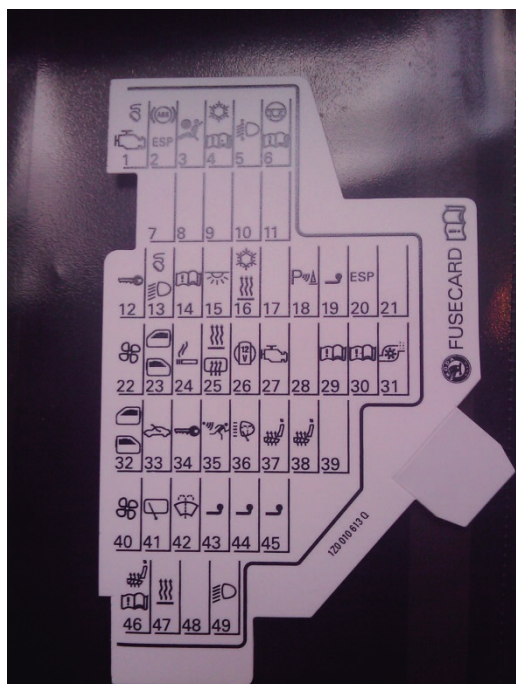 ABS
ESP
1 2 3 4 5 6
7 8 9 10 11
P ESP
12 13 14 15 16 17 18 19 20 21
12 V
22 23 24 25 26 27 28 29 30 31
32 33 34 35 36 37 38 39
40 41 42 43 44 45
46 47 48 49
FUSECARD
1Z0 010 613 Q